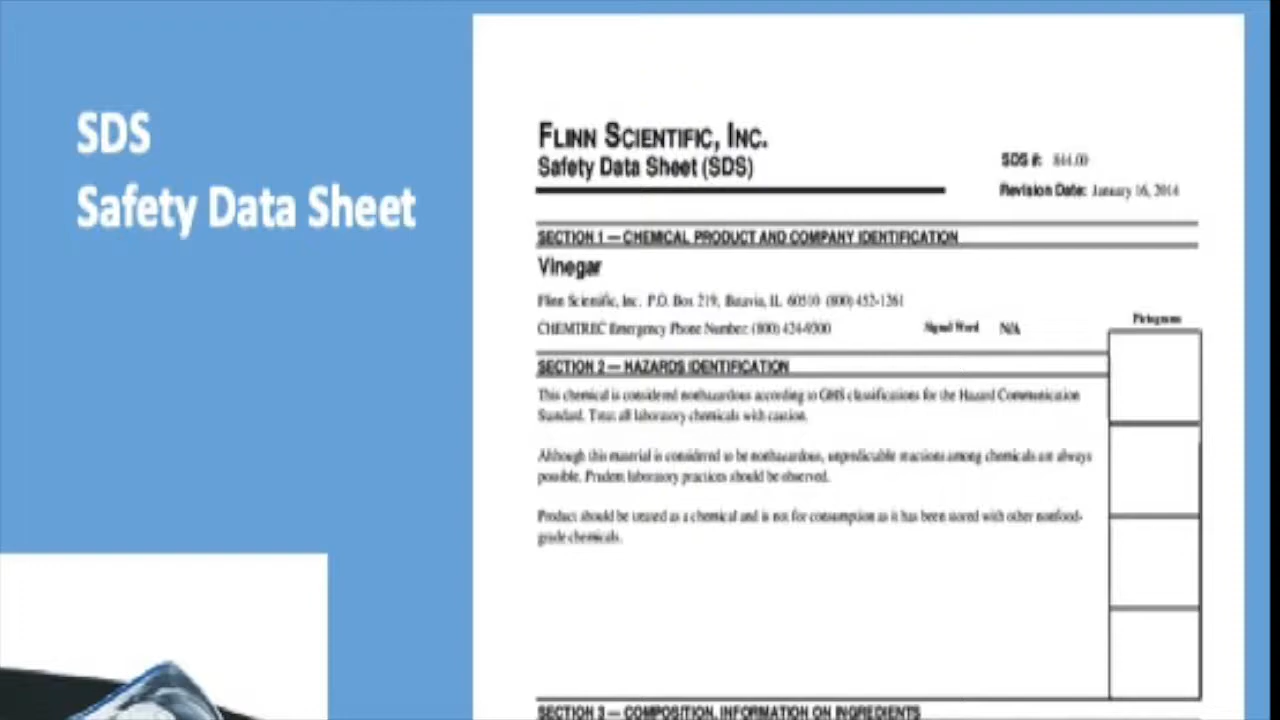 SDS
Safety Data Sheet
FLINN SCIENTIFIC, INC.
Safety Data Sheet (SDS)
SDS #: 844.00
Revision Date: January 16, 2014
SECTION 1 — CHEMICAL PRODUCT AND COMPANY IDENTIFICATION
Vinegar
Flinn Scientific, Inc. P.O. Box 219, Batavia, IL 60510 (800) 452-1261
CHEMTREC Emergency Phone Number: (800) 424-9300
Signal Word N/A
Pictograms
SECTION 2 — HAZARDS IDENTIFICATION
This chemical is considered nonhazardous according to GHS classifications for the Hazard Communication
Standard. Treat all laboratory chemicals with caution.
Although this material is considered to be nonhazardous, unpredictable reactions among chemicals are always
possible. Prudent laboratory practices should be observed.
Product should be treated as a chemical and is not for consumption as it has been stored with other nonfood-
grade chemicals.
SECTION 3 — COMPOSITION, INFORMATION ON INGREDIENTS